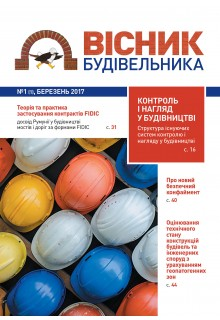 ВІСНИК
БУДІВЕЛЬНИКА
№1 (1), БЕРЕЗЕНЬ 2017
Теорія та практика
застосування контрактів FIDIC
досвід Румунії у будівництві
мостів і доріг за формами FIDIC
с. 31
КОНТРОЛЬ
І НАГЛЯД
У БУДІВНИЦТВІ
Структура існуючих
систем контролю і
нагляду у будівництві
с. 16
Про новий
безпечний
конфаймент
с. 40
Оцінювання
технічного
стану
конструкцій
будівель та
інженерних
споруд з
урахуванням
геопатогенних
зон
с. 44